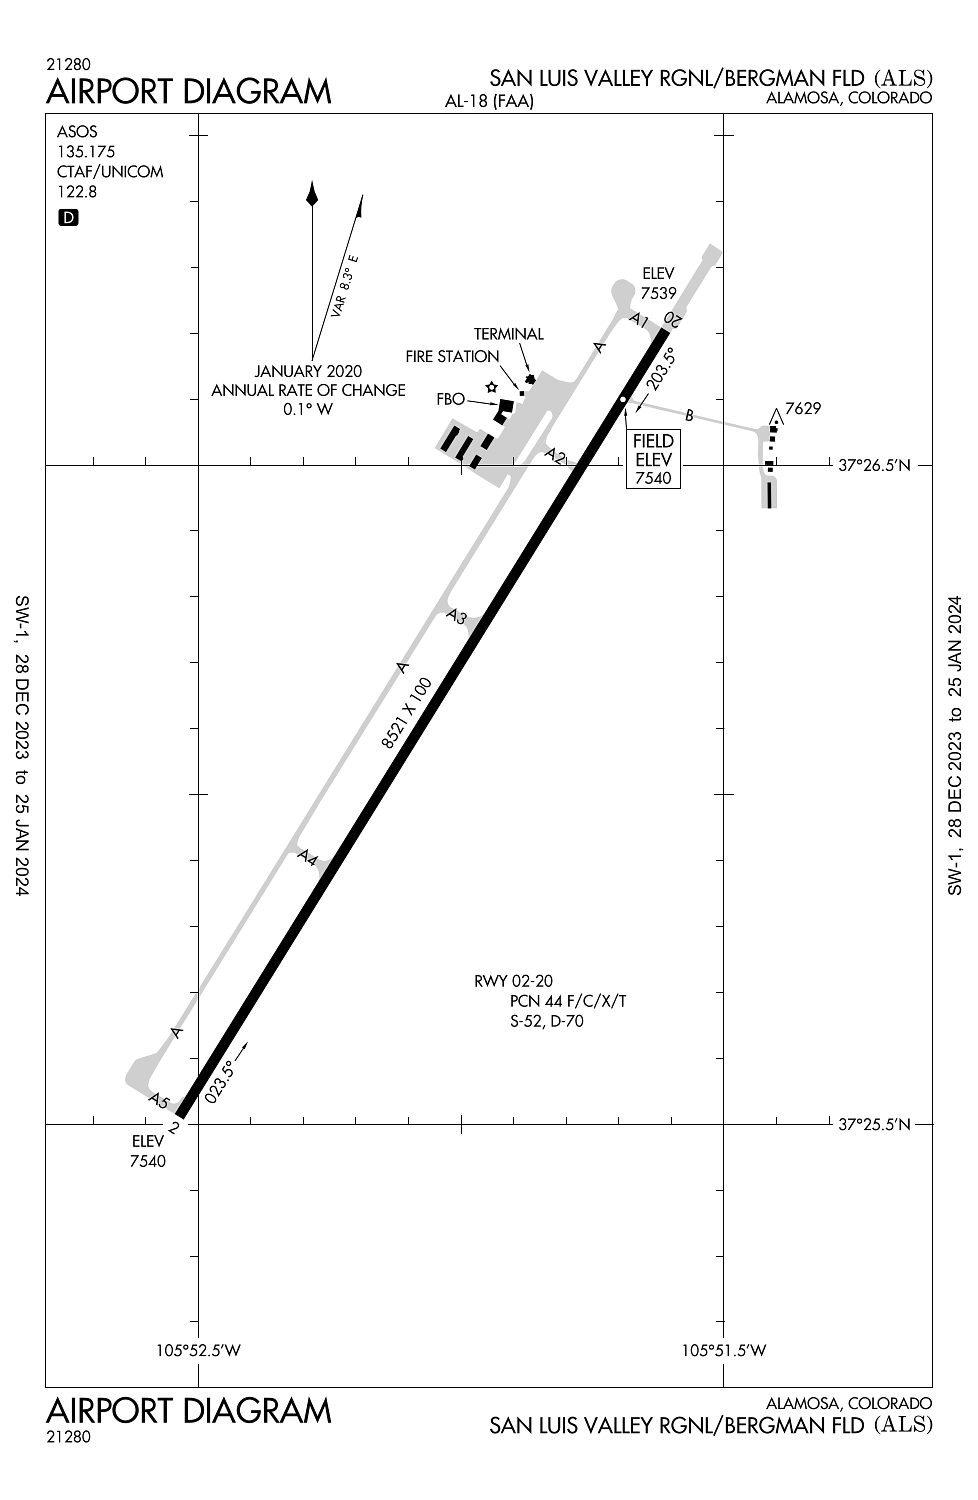 21280
AIRPORT DIAGRAM
AL-18 (FAA)
SAN LUIS VALLEY RGNL/BERGMAN FLD (ALS)
ALAMOSA, COLORADO
ASOS
135.175
CTAF/UNICOM
122.8
D
VAR 8.3° E
JANUARY 2020
ANNUAL RATE OF CHANGE
0.1° W
ELEV
7539
A1
20
A
203.5°
TERMINAL
FIRE STATION
FBO
B
7629
A2
FIELD
ELEV
7540
37°26.5'N
A3
A
8521 X 100
A4
SW-1, 28 DEC 2023 to 25 JAN 2024
SW-1, 28 DEC 2023 to 25 JAN 2024
RWY 02-20
PCN 44 F/C/X/T
S-52, D-70
A
023.5°
A5
2
ELEV
7540
37°25.5'N
105°52.5'W
105°51.5'W
AIRPORT DIAGRAM
21280
ALAMOSA, COLORADO
SAN LUIS VALLEY RGNL/BERGMAN FLD (ALS)